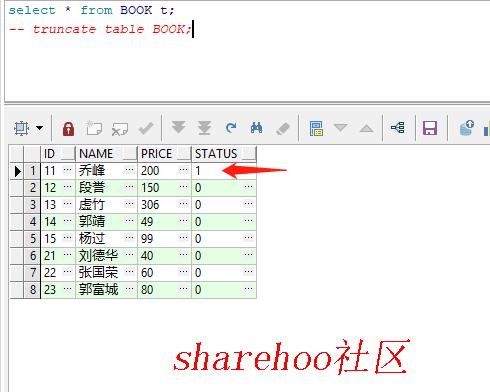 select * from BOOK t;
-- truncate table BOOK;
ID NAME PRICE STATUS
1 11 乔峰 200 1
2 12 段誉 150 0
3 13 虚竹 306 0
4 14 郭靖 49 0
5 15 杨过 99 0
6 21 刘德华 40 0
7 22 张国荣 60 0
8 23 郭富城 80 0
sharehoo社区